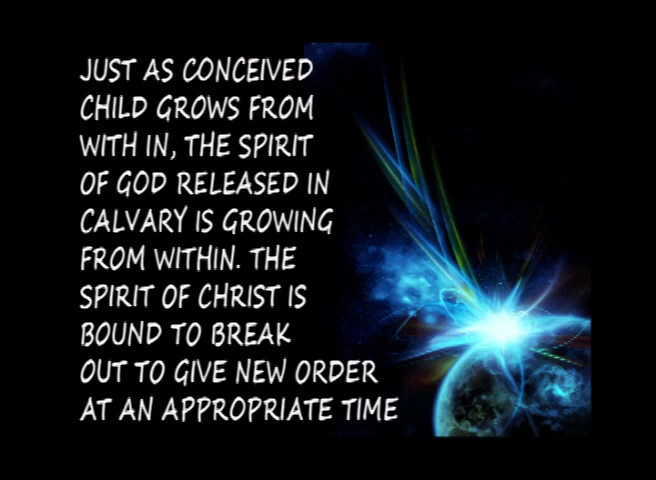 JUST AS CONCEIVED
CHILD GROWS FROM
WITH IN, THE SPIRIT
OF GOD RELEASED IN
CALVARY IS GROWING
FROM WITHIN. THE
SPIRIT OF CHRIST IS
BOUND TO BREAK
OUT TO GIVE NEW ORDER
AT AN APPROPRIATE TIME